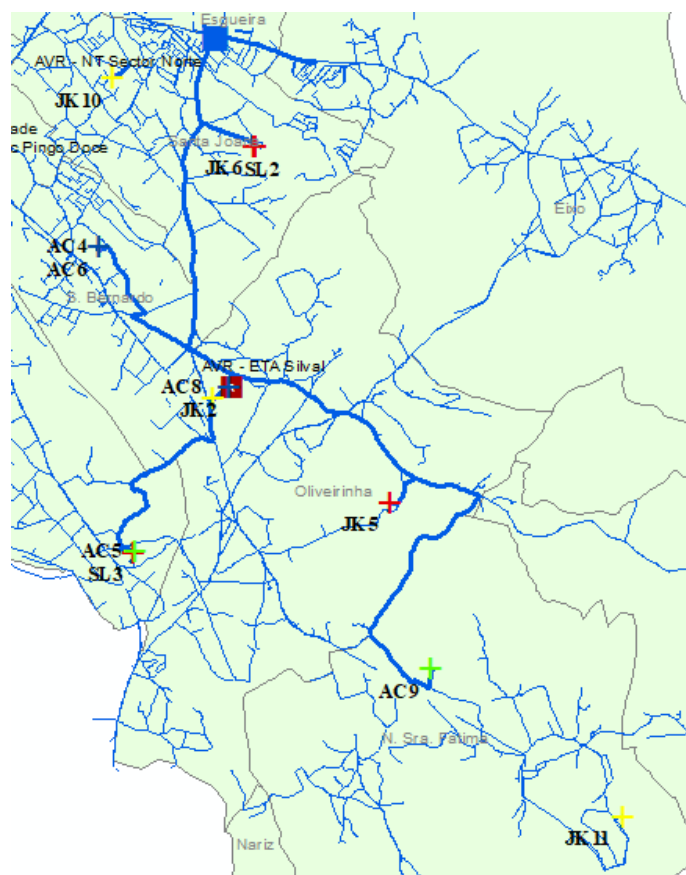 Esgueira
AVR - NT Sector Norte
JK 10
ade
c Pingo Doce
Santa Joana
JK 6 SL 2
Eixo
AC 4
AC 6
S. Bernardo
AVR - ETA Silval
AC 8
JK 2
Oliveirinha
JK 5
AC 5
SL 3
AC 9
N. Sra. Fátima
JK 11
Nariz